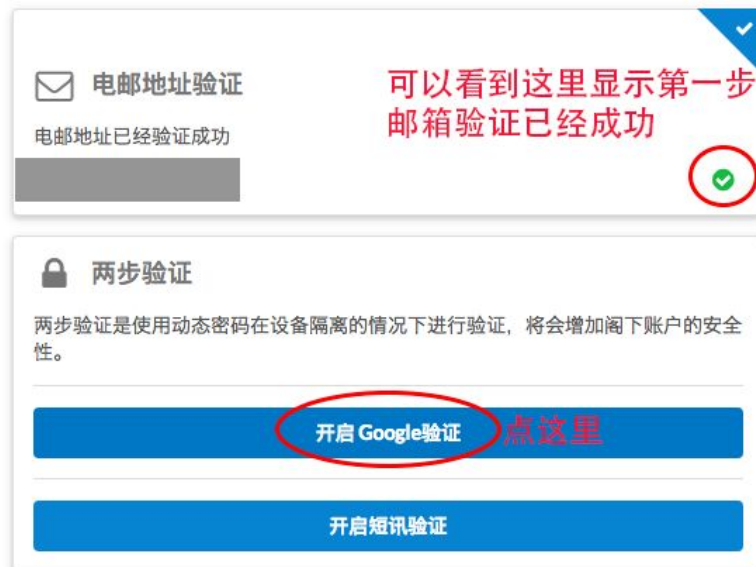 电邮地址验证
可以看到这里显示第一步
邮箱验证已经成功
电邮地址已经验证成功
两步验证
两步验证是使用动态密码在设备隔离的情况下进行验证，将会增加阁下账户的安全
性。
开启 Google验证
点这里
开启短讯验证